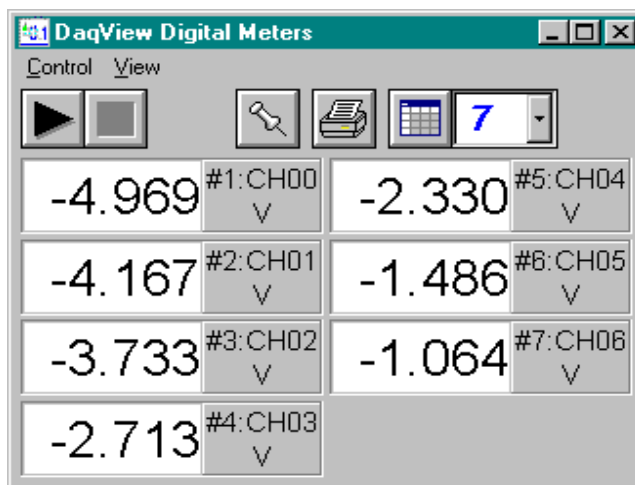 DaqView Digital Meters
Control View
7
-4.969 #1:CH00 V
-4.167 #2:CH01 V
-3.733 #3:CH02 V
-2.713 #4:CH03 V
-2.330 #5:CH04 V
-1.486 #6:CH05 V
-1.064 #7:CH06 V